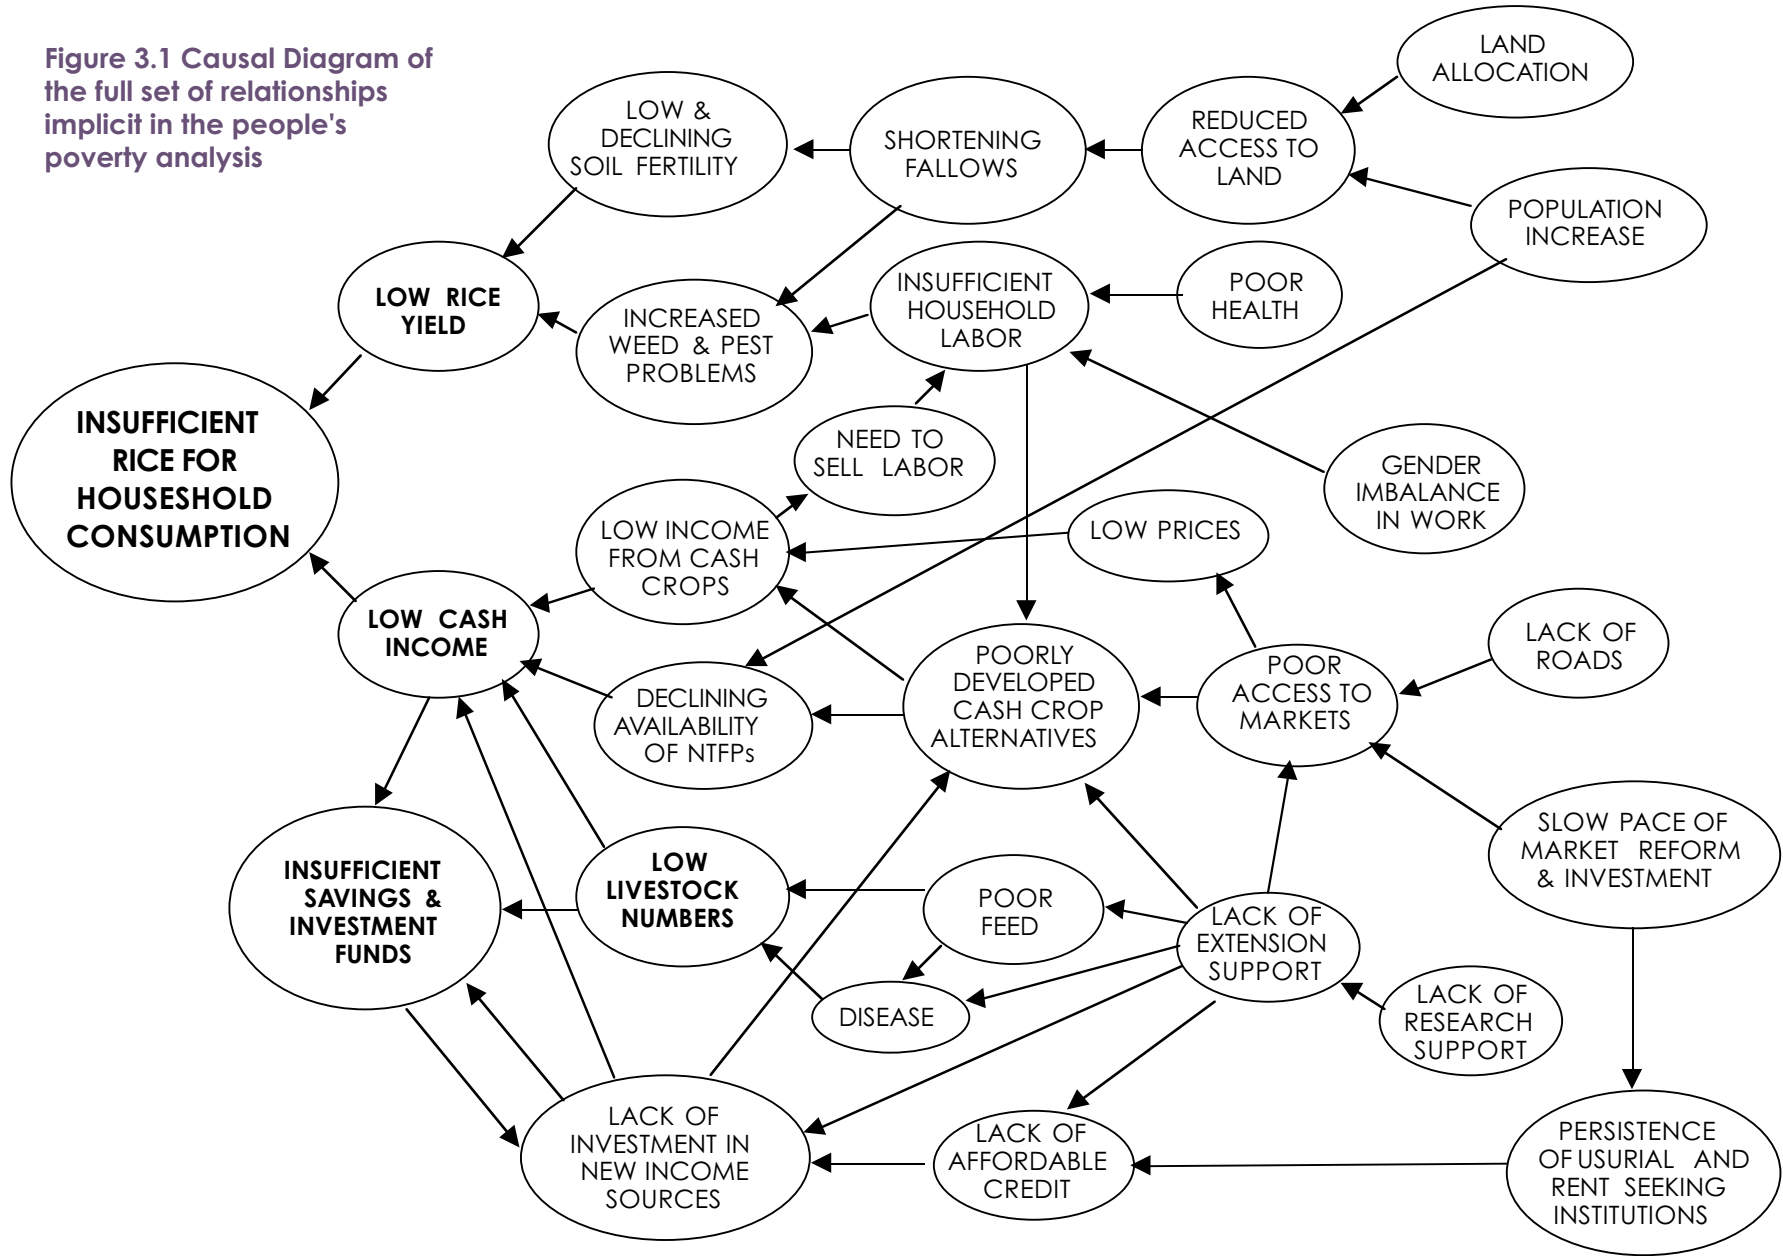 Figure 3.1 Causal Diagram of
the full set of relationships
implicit in the people's
poverty analysis
LAND
ALLOCATION
LOW &
DECLINING
SOIL FERTILITY
SHORTENING
FALLOWS
REDUCED
ACCESS TO
LAND
POPULATION
INCREASE
LOW RICE
YIELD
INCREASED
WEED & PEST
PROBLEMS
INSUFFICIENT
HOUSEHOLD
LABOR
POOR
HEALTH
INSUFFICIENT
RICE FOR
HOUSESHOLD
CONSUMPTION
NEED TO
SELL LABOR
GENDER
IMBALANCE
IN WORK
LOW INCOME
FROM CASH
CROPS
LOW PRICES
LOW CASH
INCOME
DECLINING
AVAILABILITY
OF NTFPs
POORLY
DEVELOPED
CASH CROP
ALTERNATIVES
POOR
ACCESS TO
MARKETS
LACK OF
ROADS
SLOW PACE OF
MARKET REFORM
& INVESTMENT
INSUFFICIENT
SAVINGS &
INVESTMENT
FUNDS
LOW
LIVESTOCK
NUMBERS
POOR
FEED
LACK OF
EXTENSION
SUPPORT
DISEASE
LACK OF
RESEARCH
SUPPORT
LACK OF
INVESTMENT IN
NEW INCOME
SOURCES
LACK OF
AFFORDABLE
CREDIT
PERSISTENCE
OF USURIAL AND
RENT SEEKING
INSTITUTIONS